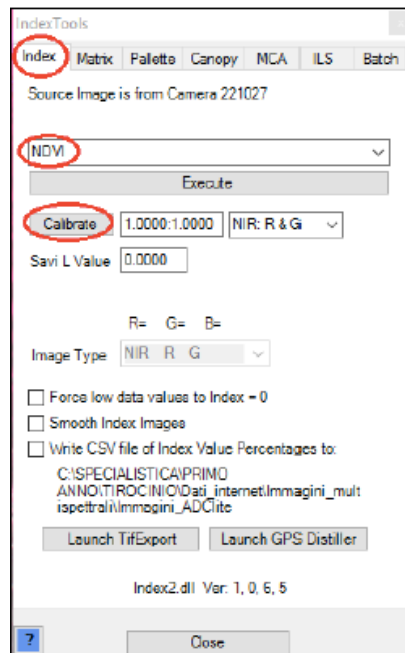 IndexTools
Index Matrix Pallette Canopy MCA ILS Batch
Source Image is from Camera 221027
NDVI
Execute
Calibrate 1.0000:1.0000 NIR: R & G
Savi L Value 0.0000
R= G= B=
Image Type NIR R G
Force low data values to Index = 0
Smooth Index Images
Write CSV file of Index Value Percentages to:
C:\SPECIALISTICA\PRIMO
ANNO\TIROCINIO\Dati_internet\Immagini_mult
ispettrali\Immagini_ADClite
Launch TifExport Launch GPS Distiller
Index2.dll Ver: 1, 0, 6, 5
? Close